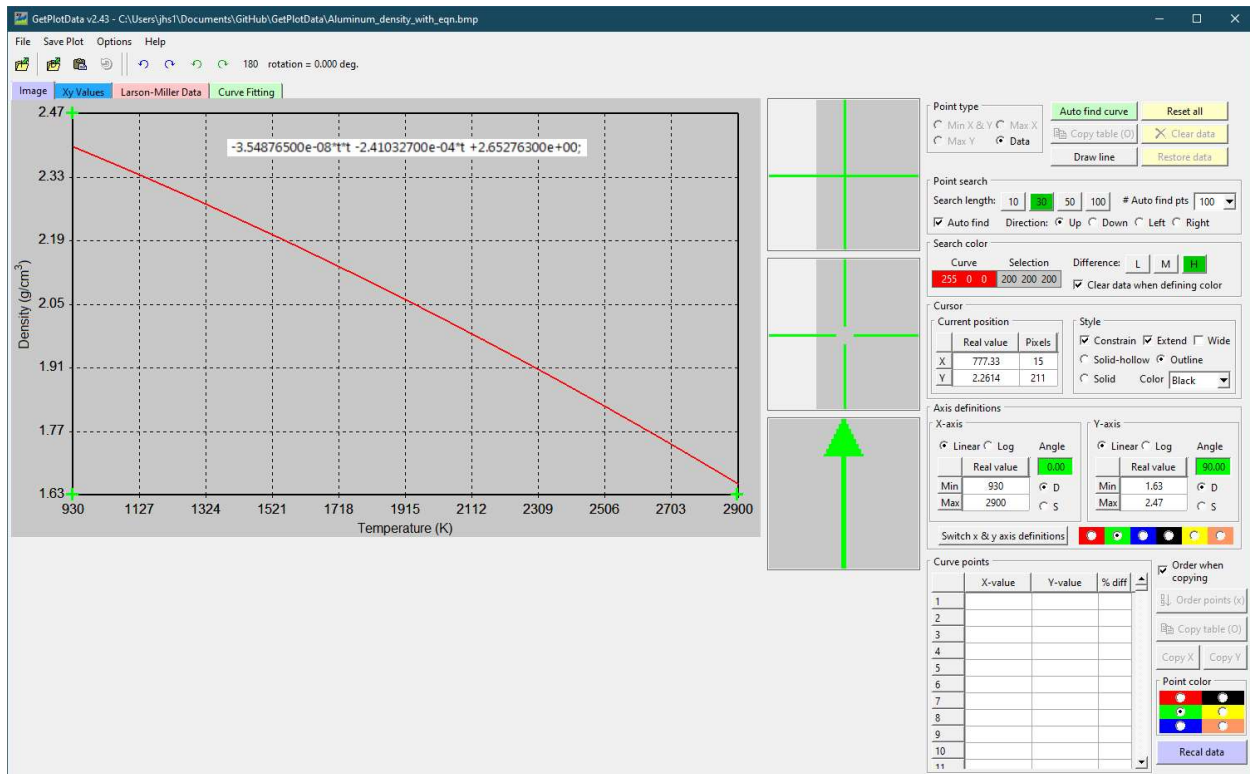 GetPlotData v2.43 - C:\Users\jhs1\Documents\GitHub\GetPlotData\Aluminum_density_with_eqn.bmp
File Save Plot Options Help
180 rotation = 0.000 deg.
Image Xy Values Larson-Miller Data Curve Fitting
2.47
2.33
2.19
2.05
1.91
1.77
1.63
Density (g/cm³)
-3.54876500e-08*t*t -2.41032700e-04*t +2.65276300e+00;
930 1127 1324 1521 1718 1915 2112 2309 2506 2703 2900
Temperature (K)
Point type
Min X & Y Max X
Max Y Data
Auto find curve Reset all
Copy table (O) Clear data
Draw line Restore data
Point search
Search length: 10 30 50 100 # Auto find pts 100
Auto find Direction: Up Down Left Right
Search color
Curve Selection Difference: L M H
255 0 0 200 200 200 Clear data when defining color
Cursor
Current position
Real value Pixels
X 777.33 15
Y 2.2614 211
Style
Constrain Extend Wide
Solid-hollow Outline
Solid Color Black
Axis definitions
X-axis
Linear Log Angle
Real value 0.00
Min 930 D
Max 2900 S
Y-axis
Linear Log Angle
Real value 90.00
Min 1.63 D
Max 2.47 S
Switch x & y axis definitions
Curve points
X-value Y-value % diff
1
2
3
4
5
6
7
8
9
10
11
Order when
copying
Order points (x)
Copy table (O)
Copy X Copy Y
Point color
Recal data